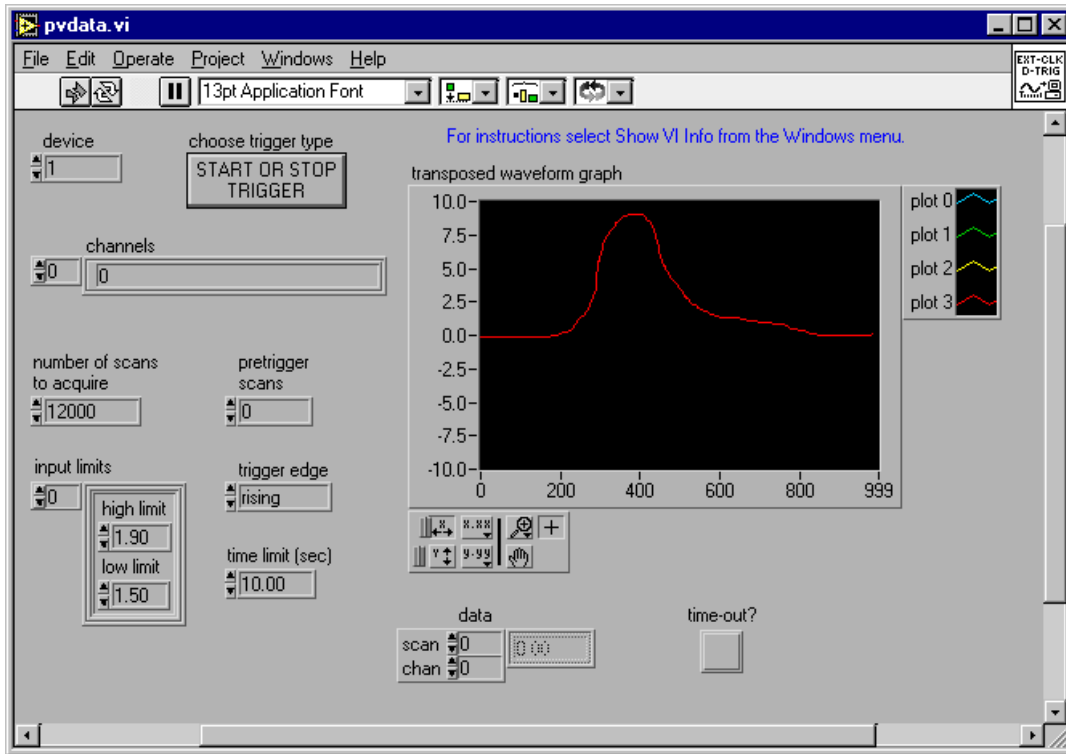 pvdata.vi
File Edit Operate Project Windows Help
EXT-CLK
D-TRIG
13pt Application Font
For instructions select Show VI Info from the Windows menu.
device
1
choose trigger type
START OR STOP
TRIGGER
channels
0
0
number of scans
to acquire
12000
pretrigger
scans
0
input limits
0
high limit
1.90
low limit
1.50
trigger edge
rising
time limit (sec)
10.00
transposed waveform graph
10.0
7.5
5.0
2.5
0.0
-2.5
-5.0
-7.5
-10.0
0 200 400 600 800 999
plot 0
plot 1
plot 2
plot 3
X
x.xx
Y
y.yy
data
scan 0
chan 0
time-out?